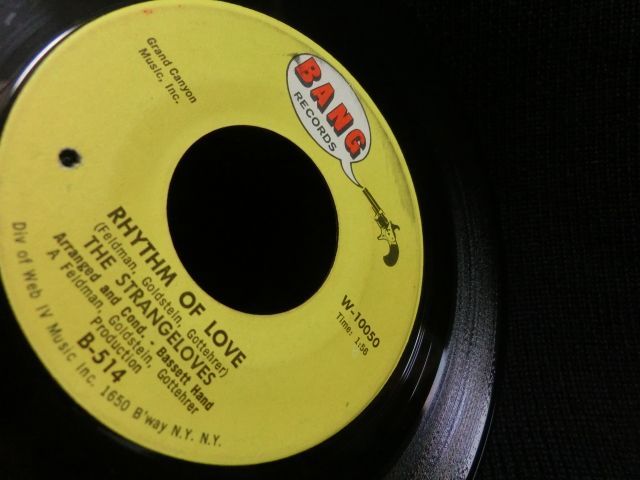 Grand Canyon
Music, Inc.
BANG
RECORDS
W-10050
Time: 1:56
RHYTHM OF LOVE
(Feldman, Goldstein, Gottehrer)
THE STRANGELOVES
Arranged and Cond. - Bassett Hand
A Feldman, Goldstein, Gottehrer
Production
B-514
Div of Web IV Music Inc. 1650 B'way N.Y. N.Y.